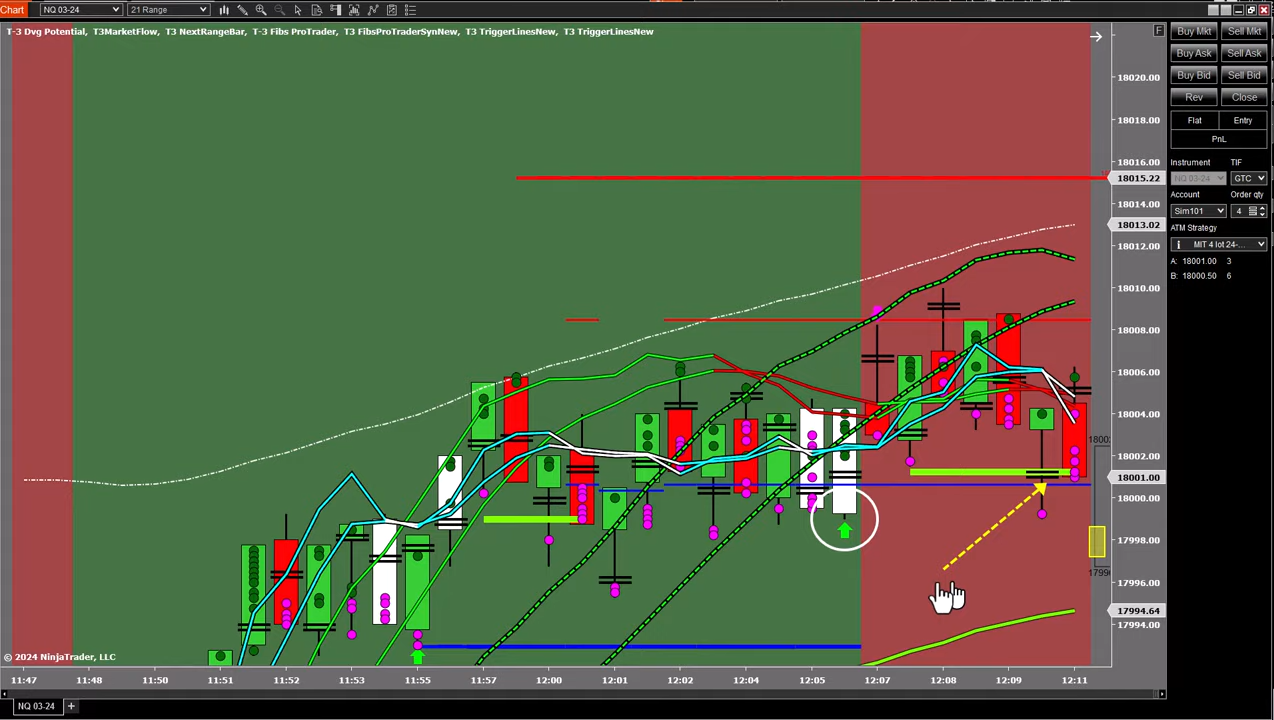 Chart
NQ 03-24
21 Range
T-3 Dvg Potential, T3MarketFlow, T3 NextRangeBar, T-3 Fibs ProTrader, T3 FibsProTraderSynNew, T3 TriggerLinesNew, T3 TriggerLinesNew
F
Buy Mkt Sell Mkt
Buy Ask Sell Ask
Buy Bid Sell Bid
Rev Close
Flat Entry
PnL
Instrument TIF
NQ 03-24 GTC
Account Order qty
Sim101 4
ATM Strategy
MIT 4 lot 24-...
A: 18001.00 3
B: 18000.50 6
18020.00
18018.00
18016.00
18015.22
18014.00
18013.02
18012.00
18010.00
18008.00
18006.00
18004.00
18002.00
18001.00
18000.00
17998.00
17996.00
17994.64
17994.00
© 2024 NinjaTrader, LLC
11:47 11:48 11:50 11:51 11:53 11:55 11:57 12:00 12:01 12:02 12:05 12:07 12:08 12:09 12:11
NQ 03-24 +